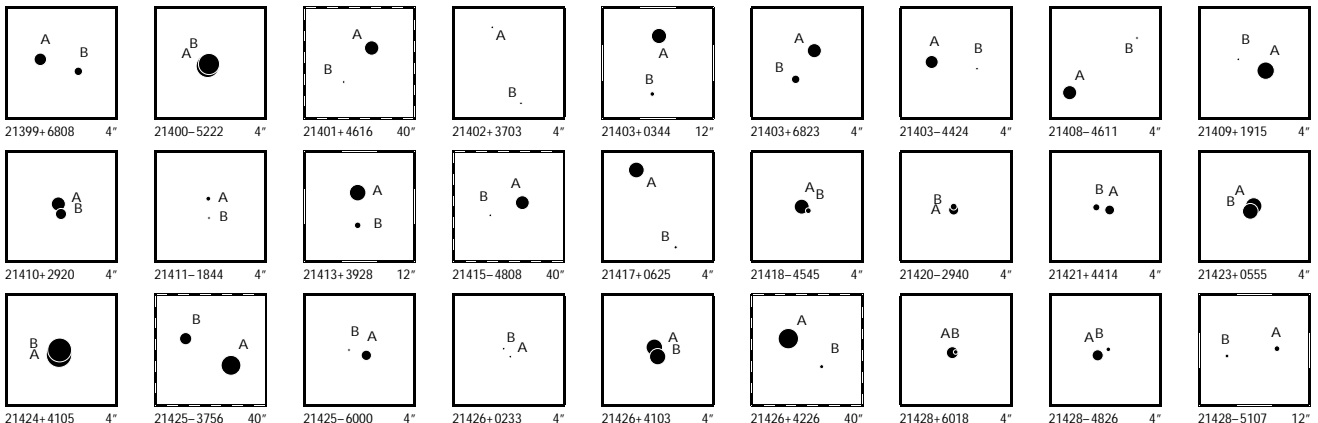 A B A B A B A B A B A B A B A B A B
21399+6808 4" 21400−5222 4" 21401+4616 40" 21402+3703 4" 21403+0344 12" 21403+6823 4" 21403−4424 4" 21408−4611 4" 21409+1915 4"
A B A B A B A B A B A B A B A B A B
21410+2920 4" 21411−1844 4" 21413+3928 12" 21415−4808 40" 21417+0625 4" 21418−4545 4" 21420−2940 4" 21421+4414 4" 21423+0555 4"
A B A B A B A B A B A B A B A B A B
21424+4105 4" 21425−3756 40" 21425−6000 4" 21426+0233 4" 21426+4103 4" 21426+4226 40" 21428+6018 4" 21428−4826 4" 21428−5107 12"